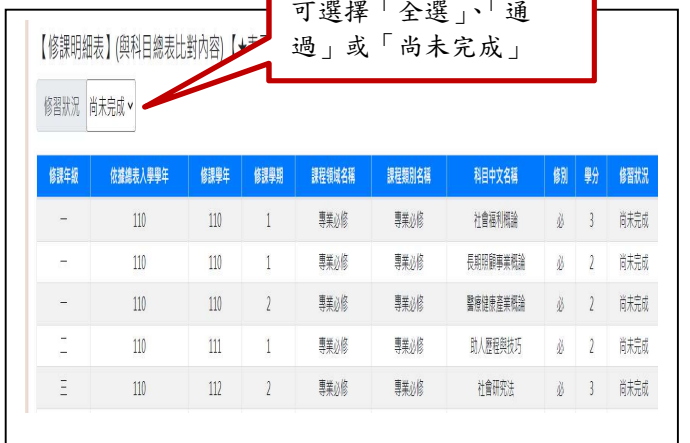 可選擇「全選」、「通
過」或「尚未完成」
【修課明細表】(與科目總表比對內容)【★
修習狀況 尚未完成
修課年級 依據總表入學學年 修課學年 修課學期 課程領域名稱 課程類別名稱 科目中文名稱 修別 學分 修習狀況
一 110 110 1 專業必修 專業必修 社會福利概論 必 3 尚未完成
一 110 110 1 專業必修 專業必修 長期照顧事業概論 必 2 尚未完成
一 110 110 2 專業必修 專業必修 醫療健康產業概論 必 2 尚未完成
二 110 111 1 專業必修 專業必修 助人歷程與技巧 必 2 尚未完成
三 110 112 2 專業必修 專業必修 社會研究法 必 3 尚未完成